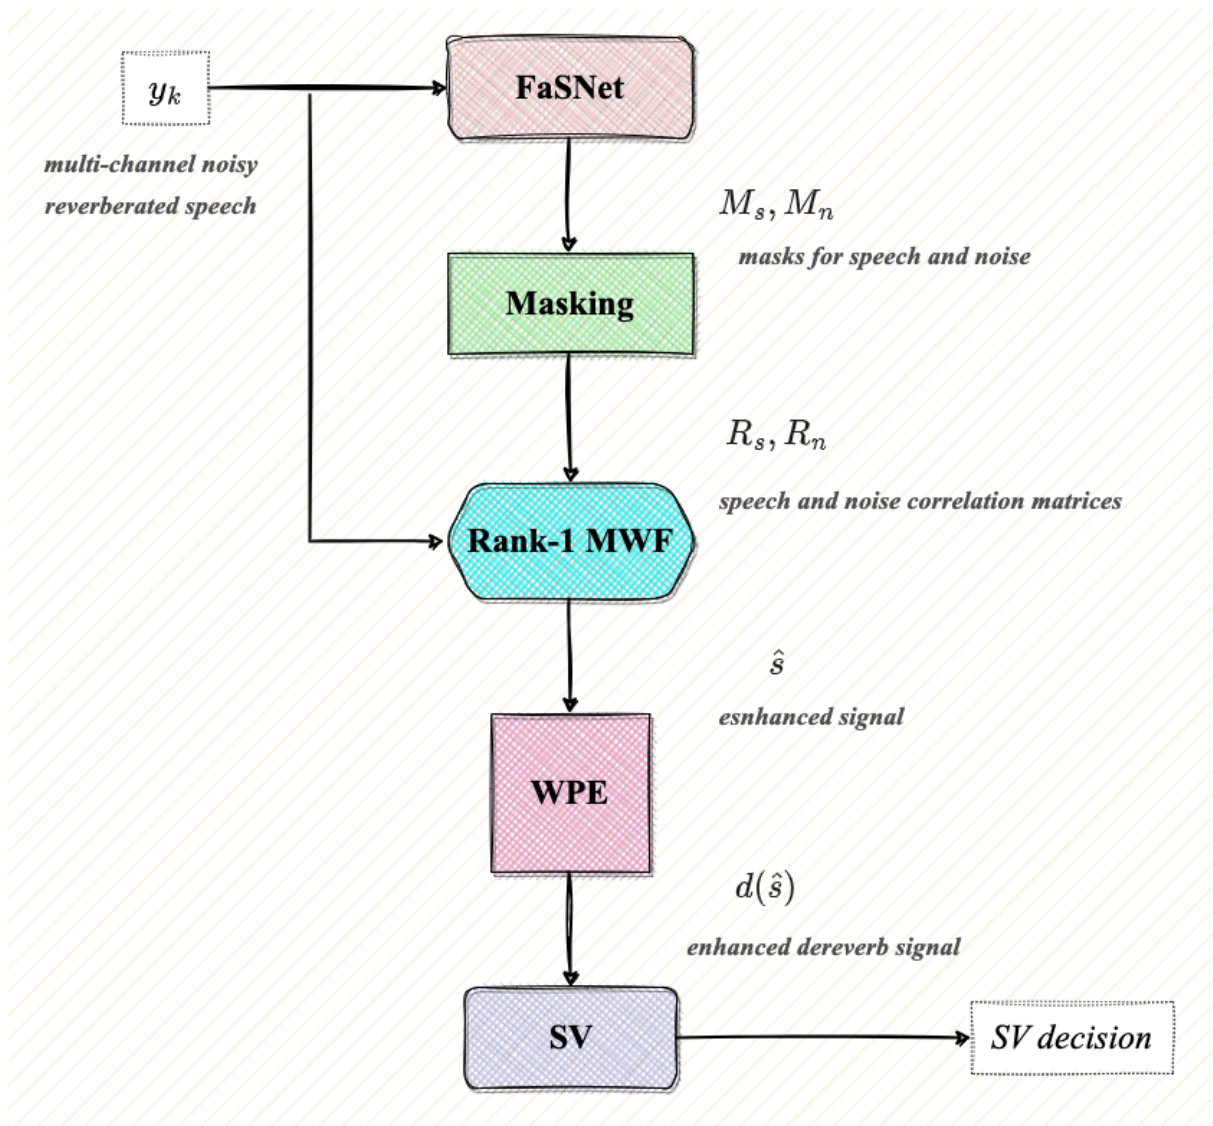 FaSNet
y_k
multi-channel noisy
reverberated speech
M_s, M_n
masks for speech and noise
Masking
R_s, R_n
speech and noise correlation matrices
Rank-1 MWF
ŝ
esnhanced signal
WPE
d(ŝ)
enhanced dereverb signal
SV
SV decision